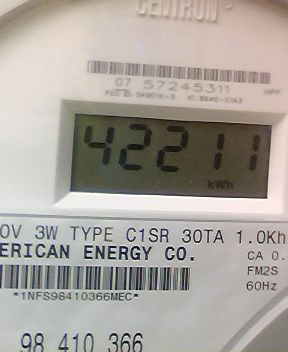 CENTRON®
07 57245311
42211
kWh
0V 3W TYPE C1SR 30TA 1.0Kh
ERICAN ENERGY CO.
CA 0.
FM2S
*1NFS98410366MEC*
60Hz
98 410 366